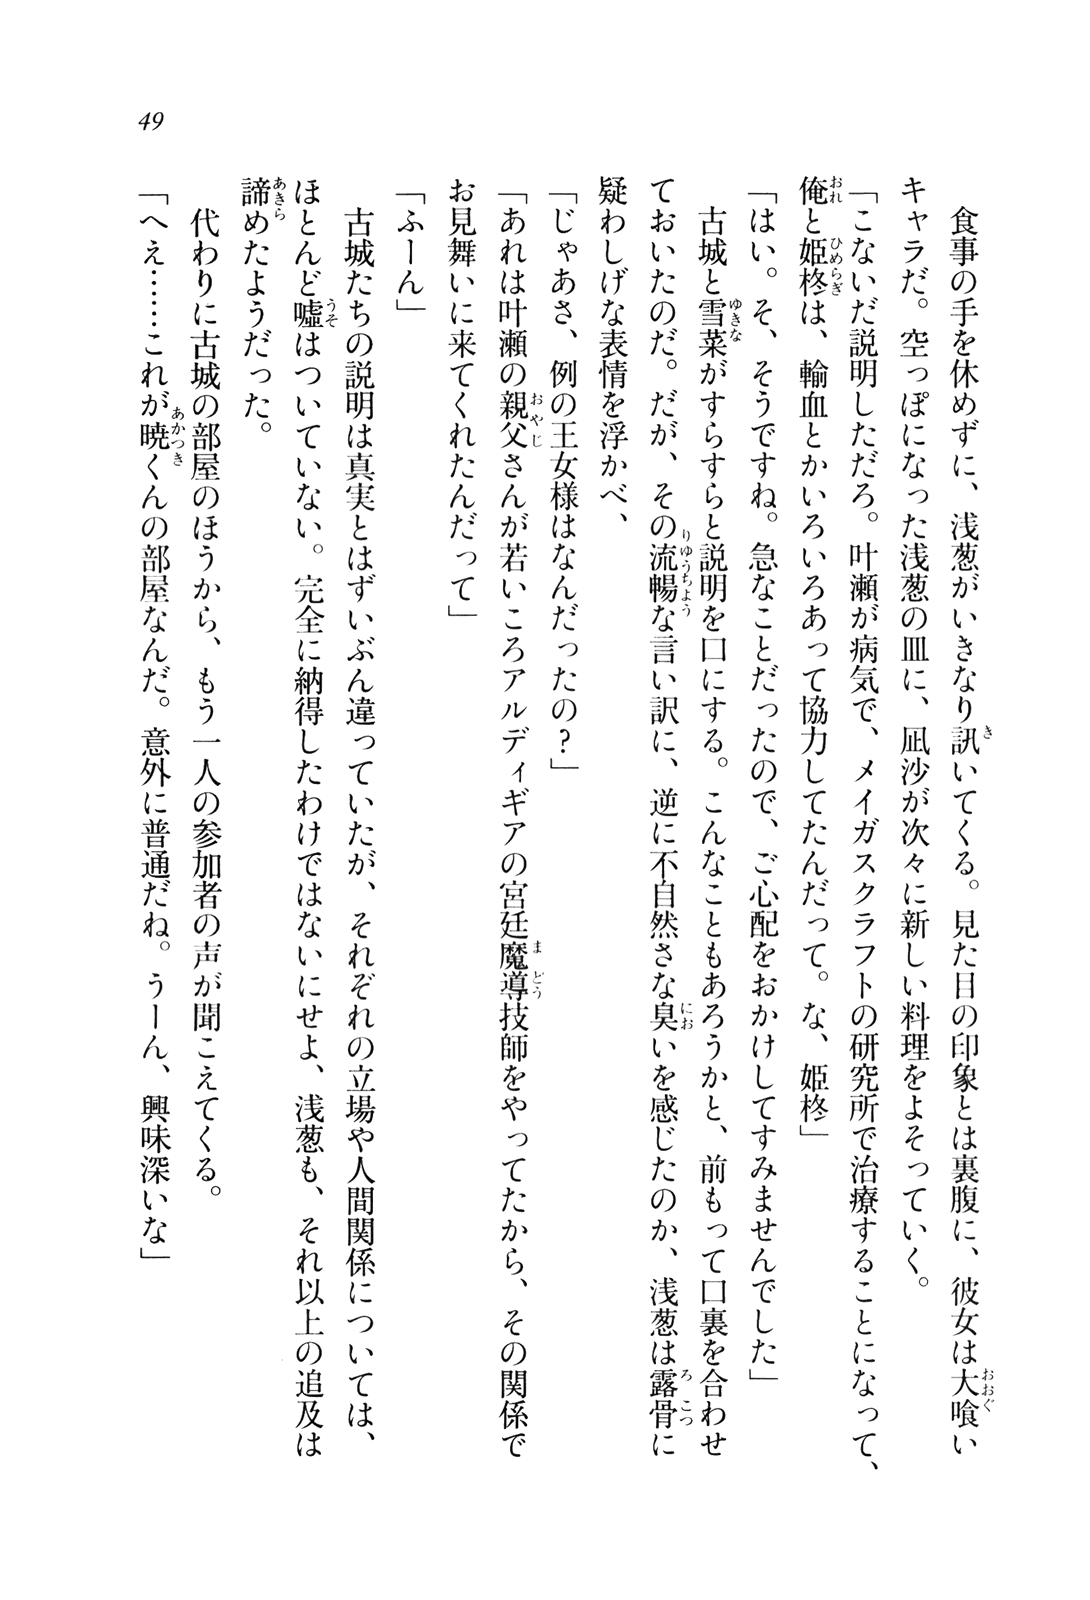 49
食事の手を休めずに、浅葱がいきなり訊いてくる。見た目の印象とは裏腹に、彼女は大喰い
キャラだ。空っぽになった浅葱の皿に、凪沙が次々に新しい料理をよそっていく。
「こないだ説明しただろ。叶瀬が病気で、メイガスクラフトの研究所で治療することになって、
俺と姫柊は、輸血とかいろいろあって協力してたんだって。な、姫柊」
「はい。そ、そうですね。急なことだったので、ご心配をおかけしてすみませんでした」
古城と雪菜がすらすらと説明を口にする。こんなこともあろうかと、前もって口裏を合わせ
ておいたのだ。だが、その流暢な言い訳に、逆に不自然さな臭いを感じたのか、浅葱は露骨に
疑わしげな表情を浮かべ、
「じゃあさ、例の王女様はなんだったの？」
「あれは叶瀬の親父さんが若いころアルディギアの宮廷魔導技師をやってたから、その関係で
お見舞いに来てくれたんだって」
「ふーん」
古城たちの説明は真実とはずいぶん違っていたが、それぞれの立場や人間関係については、
ほとんど嘘はついていない。完全に納得したわけではないにせよ、浅葱も、それ以上の追及は
諦めたようだった。
代わりに古城の部屋のほうから、もう一人の参加者の声が聞こえてくる。
「へえ……これが暁くんの部屋なんだ。意外に普通だね。うーん、興味深いな」